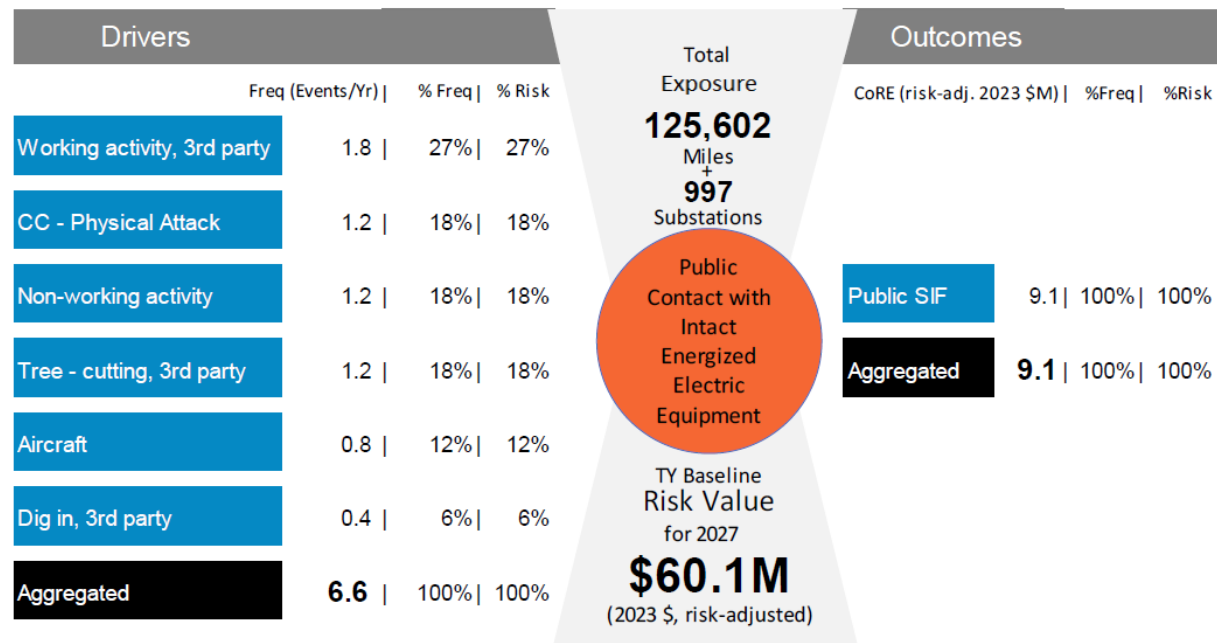 Drivers
Freq (Events/Yr) | % Freq | % Risk
Working activity, 3rd party 1.8 | 27% | 27%
CC - Physical Attack 1.2 | 18% | 18%
Non-working activity 1.2 | 18% | 18%
Tree - cutting, 3rd party 1.2 | 18% | 18%
Aircraft 0.8 | 12% | 12%
Dig in, 3rd party 0.4 | 6% | 6%
Aggregated 6.6 | 100% | 100%
Total
Exposure
125,602
Miles
+
997
Substations
Public
Contact with
Intact
Energized
Electric
Equipment
TY Baseline
Risk Value
for 2027
$60.1M
(2023 $, risk-adjusted)
Outcomes
CoRE (risk-adj. 2023 $M) | %Freq | %Risk
Public SIF 9.1 | 100% | 100%
Aggregated 9.1 | 100% | 100%